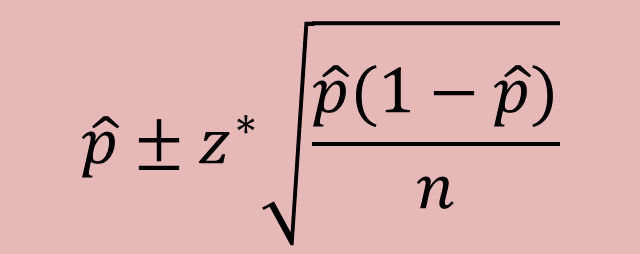 p̂ ± z* √(p̂(1 − p̂)/n)